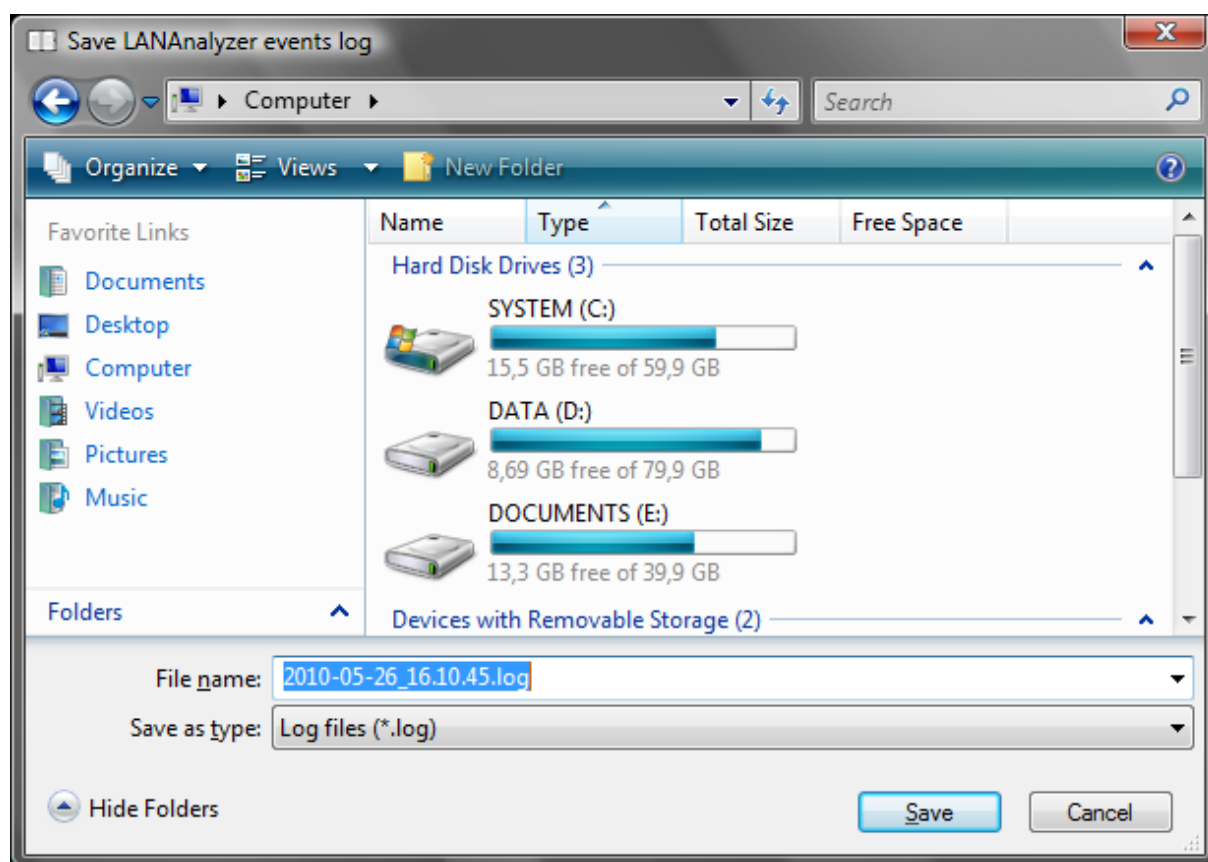 Save LANAnalyzer events log
Computer
Search
Organize Views New Folder
Favorite Links
Documents
Desktop
Computer
Videos
Pictures
Music
Folders
Name Type Total Size Free Space
Hard Disk Drives (3)
SYSTEM (C:)
15,5 GB free of 59,9 GB
DATA (D:)
8,69 GB free of 79,9 GB
DOCUMENTS (E:)
13,3 GB free of 39,9 GB
Devices with Removable Storage (2)
File name: 2010-05-26_16.10.45.log
Save as type: Log files (*.log)
Hide Folders Save Cancel